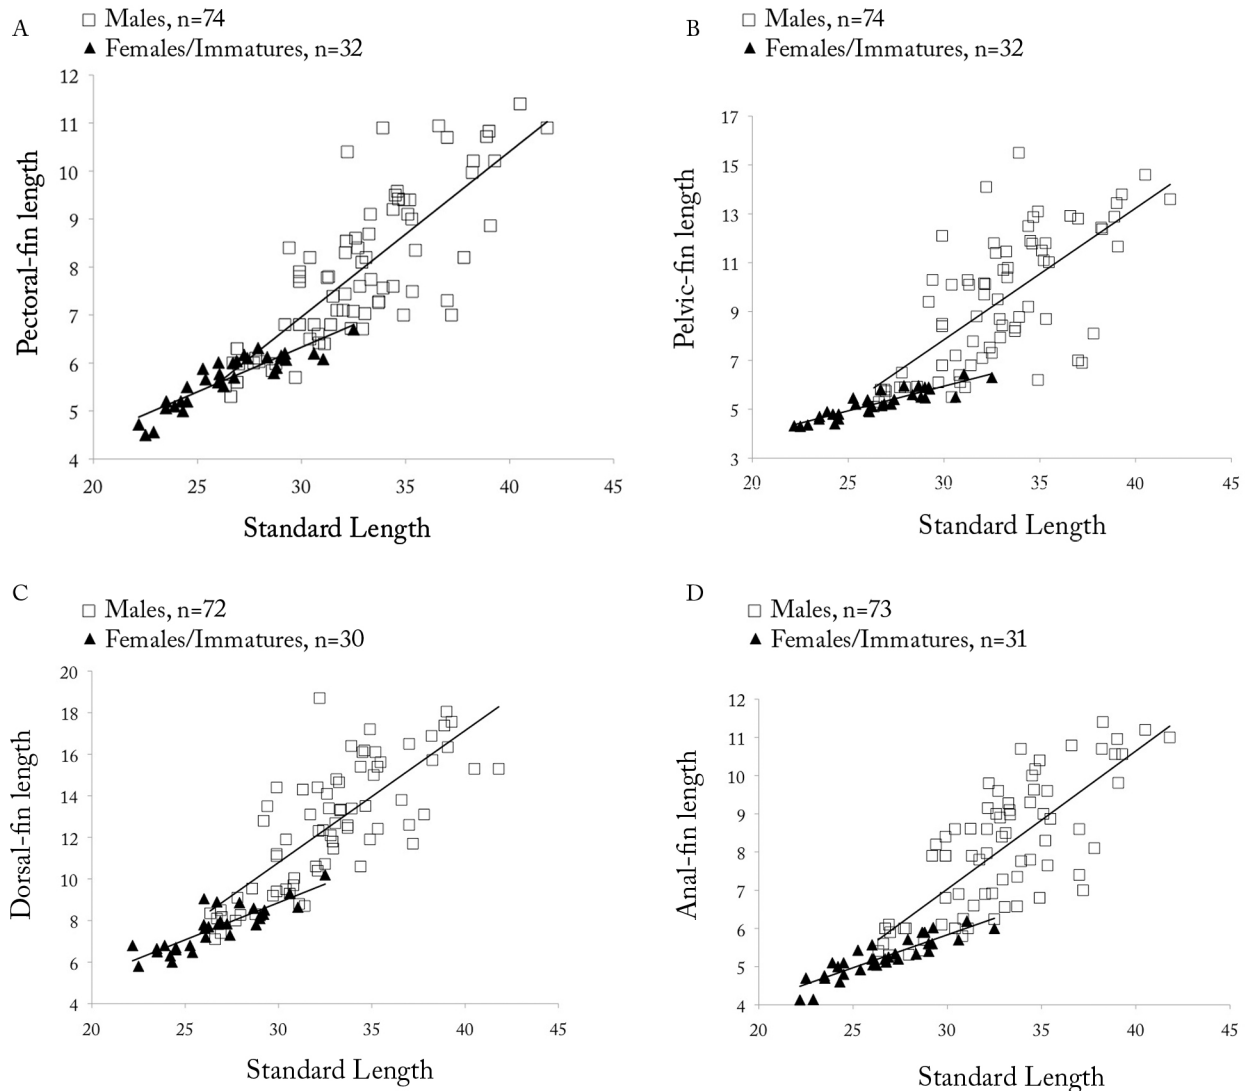 A
Males, n=74
Females/Immatures, n=32
12
11
10
9
8
7
6
5
4
20 25 30 35 40 45
Pectoral-fin length
Standard Length
B
Males, n=74
Females/Immatures, n=32
17
15
13
11
9
7
5
3
20 25 30 35 40 45
Pelvic-fin length
Standard Length
C
Males, n=72
Females/Immatures, n=30
20
18
16
14
12
10
8
6
4
20 25 30 35 40 45
Dorsal-fin length
Standard Length
D
Males, n=73
Females/Immatures, n=31
12
11
10
9
8
7
6
5
4
20 25 30 35 40 45
Anal-fin length
Standard Length